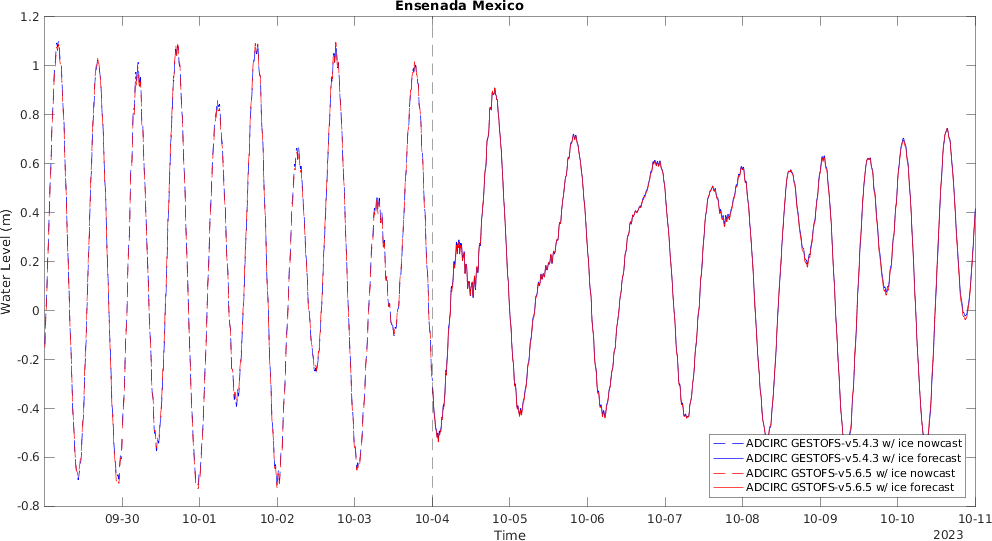 Ensenada Mexico
1.2
1
0.8
0.6
0.4
0.2
0
-0.2
-0.4
-0.6
-0.8
Water Level (m)
ADCIRC GESTOFS-v5.4.3 w/ ice nowcast
ADCIRC GESTOFS-v5.4.3 w/ ice forecast
ADCIRC GSTOFS-v5.6.5 w/ ice nowcast
ADCIRC GSTOFS-v5.6.5 w/ ice forecast
09-30 10-01 10-02 10-03 10-04 10-05 10-06 10-07 10-08 10-09 10-10 10-11
Time
2023